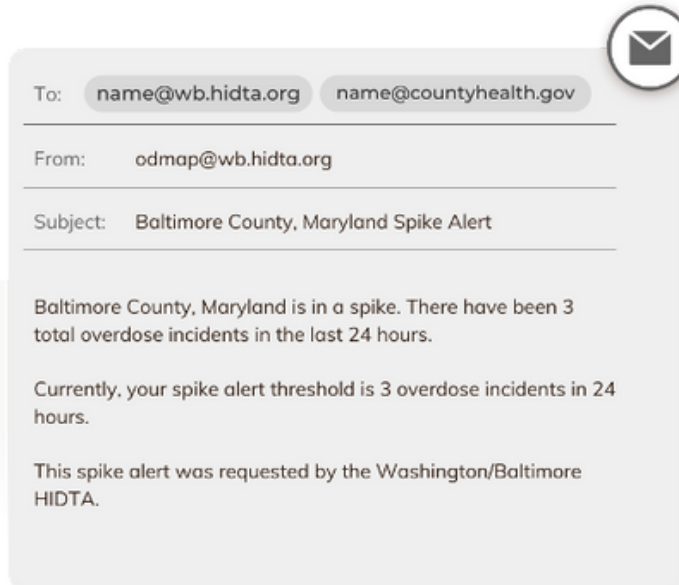 To: name@wb.hidta.org name@countyhealth.gov
From: odmap@wb.hidta.org
Subject: Baltimore County, Maryland Spike Alert
Baltimore County, Maryland is in a spike. There have been 3
total overdose incidents in the last 24 hours.
Currently, your spike alert threshold is 3 overdose incidents in 24
hours.
This spike alert was requested by the Washington/Baltimore
HIDTA.